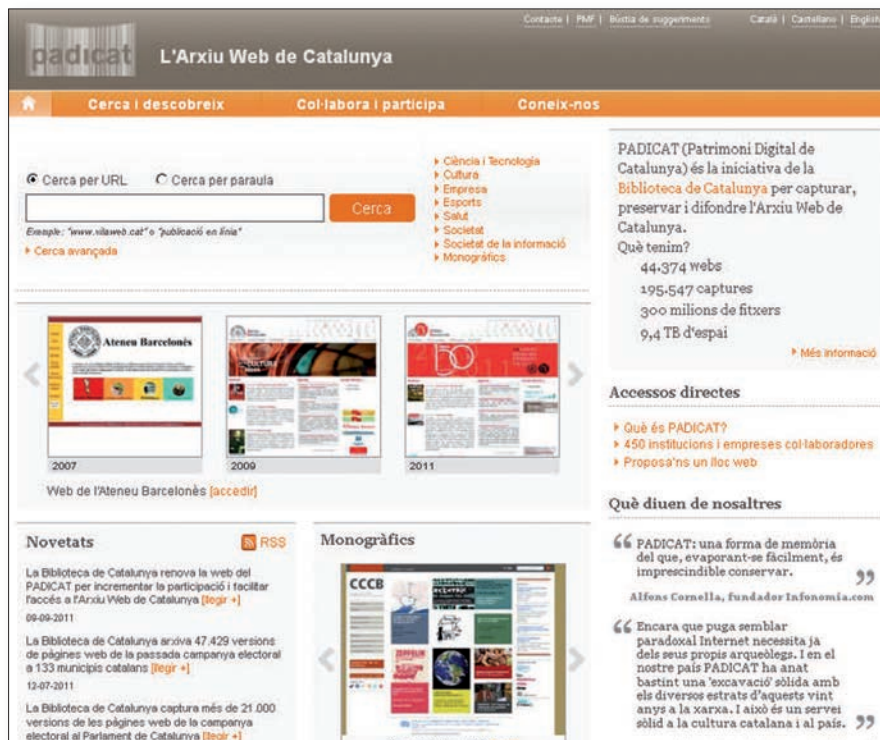 Contacte | PMF | Bústia de suggeriments Català | Castellano | English
padicat L'Arxiu Web de Catalunya
Cerca i descobreix Col·labora i participa Coneix-nos
Cerca per URL Cerca per paraula
Cerca
Exemple: "www.vilaweb.cat" o "publicació en línia"
Cerca avançada
Ciència i Tecnologia
Cultura
Empresa
Esports
Salut
Societat
Societat de la informació
Monogràfics
PADICAT (Patrimoni Digital de
Catalunya) és la iniciativa de la
Biblioteca de Catalunya per capturar,
preservar i difondre l'Arxiu Web de
Catalunya.
Què tenim?
44.374 webs
195.547 captures
300 milions de fitxers
9,4 TB d'espai
Més informació
Ateneu Barcelonès
2007 2009 2011
Web de l'Ateneu Barcelonès [accedir]
Accessos directes
Què és PADICAT?
450 institucions i empreses col·laboradores
Proposa'ns un lloc web
Novetats RSS
La Biblioteca de Catalunya renova la web del
PADICAT per incrementar la participació i facilitar
l'accés a l'Arxiu Web de Catalunya [llegir +]
09-09-2011
La Biblioteca de Catalunya arxiva 47.429 versions
de pàgines web de la passada campanya electoral
a 133 municipis catalans [llegir +]
12-07-2011
La Biblioteca de Catalunya captura més de 21.000
versions de les pàgines web de la campanya
electoral al Parlament de Catalunya [llegir +]
Monogràfics
CCCB
Què diuen de nosaltres
“ PADICAT: una forma de memòria
del que, evaporant-se fàcilment, és
imprescindible conservar. ”
Alfons Cornella, fundador Infonomia.com
“ Encara que puga semblar
paradoxal Internet necessita ja
dels seus propis arqueòlegs. I en el
nostre país PADICAT ha anat
bastint una 'excavació' sòlida amb
els diversos estrats d'aquests vint
anys a la xarxa. I això és un servei
sòlid a la cultura catalana i al país. ”